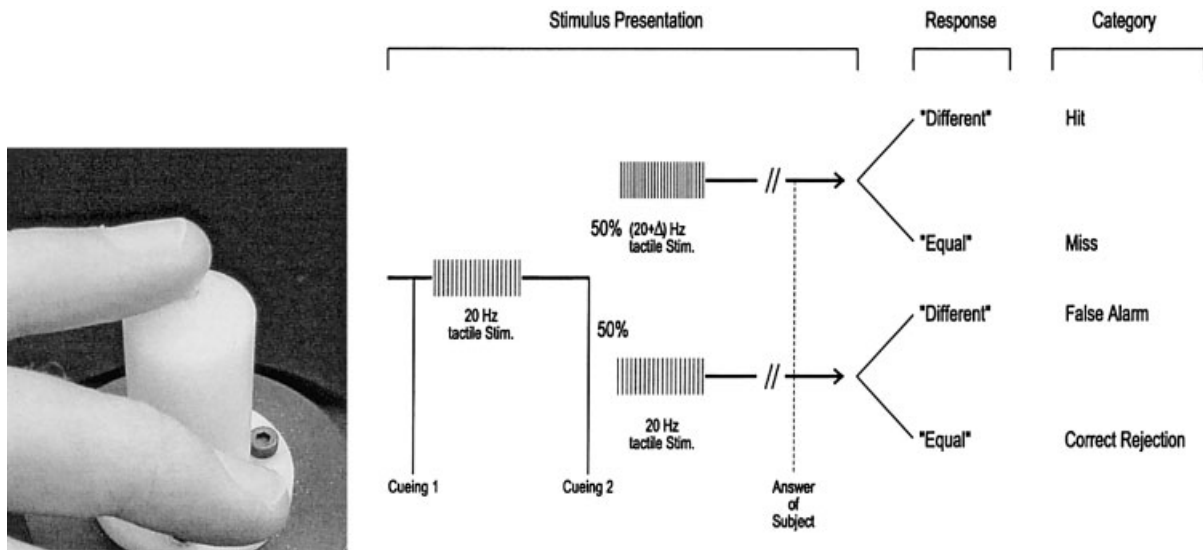 Stimulus Presentation
Response
Category
"Different"
Hit
50%
(20+Δ) Hz
tactile Stim.
"Equal"
Miss
20 Hz
tactile Stim.
50%
"Different"
False Alarm
20 Hz
tactile Stim.
"Equal"
Correct Rejection
Cueing 1
Cueing 2
Answer
of
Subject